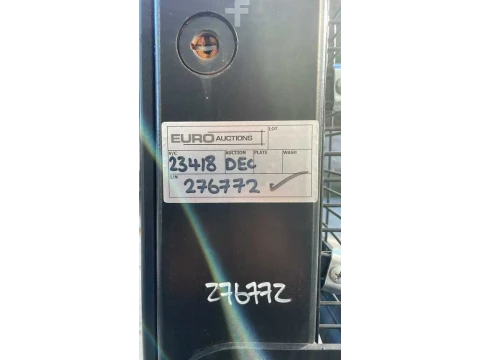 EURO AUCTIONS
LOT
V/C AUCTION PLATE WASH
23418 DEC
S/N
276772 ✓
276772